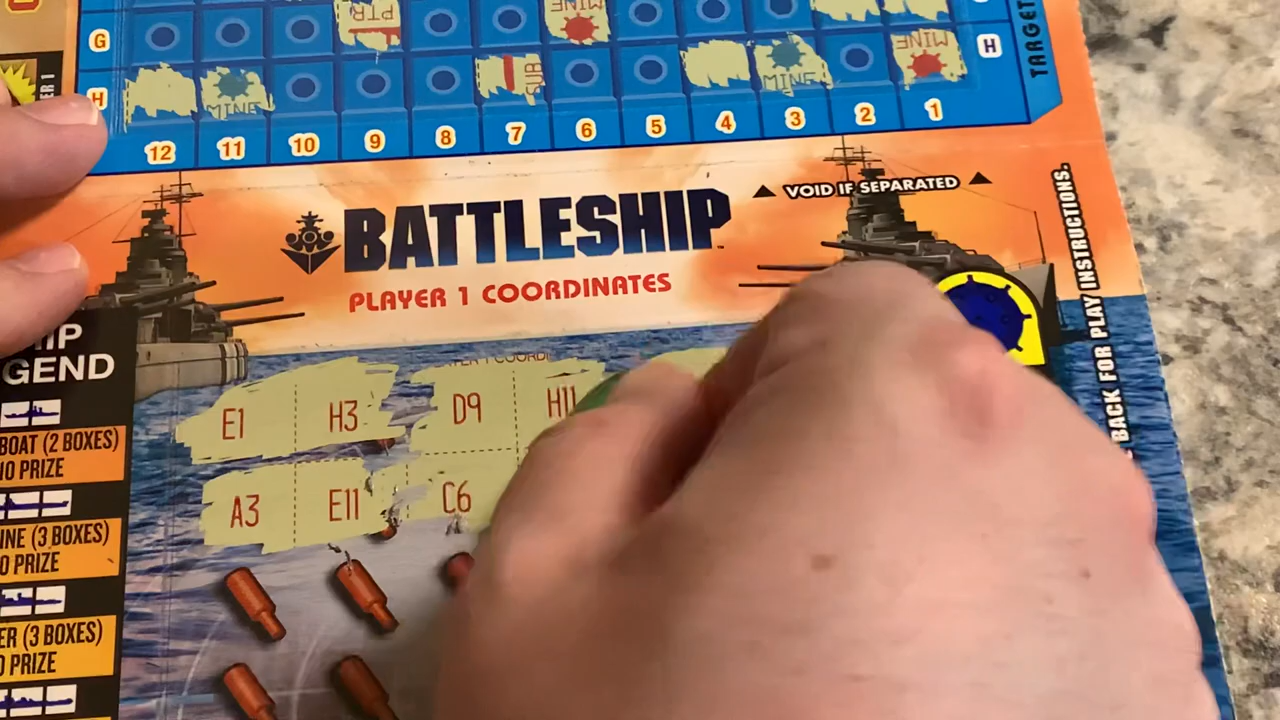 G PTR MINE
H MINE SUB MINE MINE H
12 11 10 9 8 7 6 5 4 3 2 1
TARGET
VOID IF SEPARATED
BATTLESHIP
PLAYER 1 COORDINATES
BACK FOR PLAY INSTRUCTIONS.
GEND
E1 H3 D9 H11
BOAT (2 BOXES)
NO PRIZE
A3 E11 C6
INE (3 BOXES)
O PRIZE
ER (3 BOXES)
O PRIZE